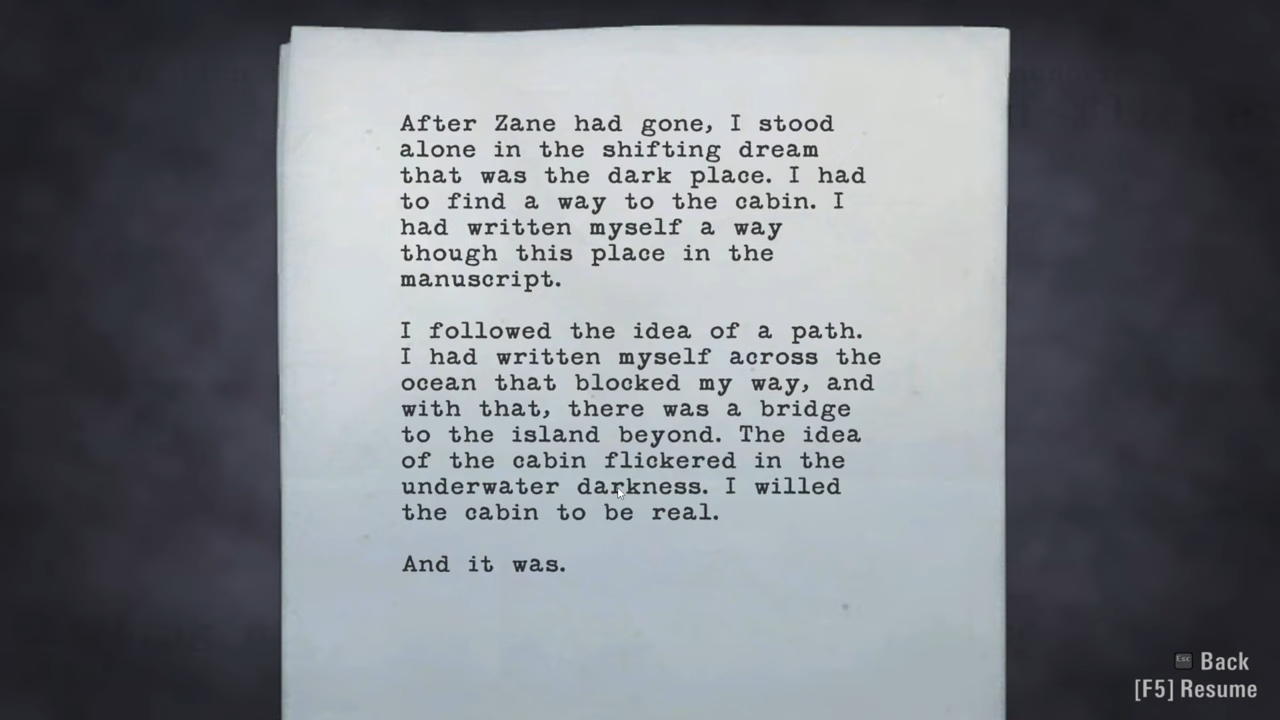 After Zane had gone, I stood
alone in the shifting dream
that was the dark place. I had
to find a way to the cabin. I
had written myself a way
though this place in the
manuscript.
I followed the idea of a path.
I had written myself across the
ocean that blocked my way, and
with that, there was a bridge
to the island beyond. The idea
of the cabin flickered in the
underwater darkness. I willed
the cabin to be real.
And it was.
Esc Back
[F5] Resume